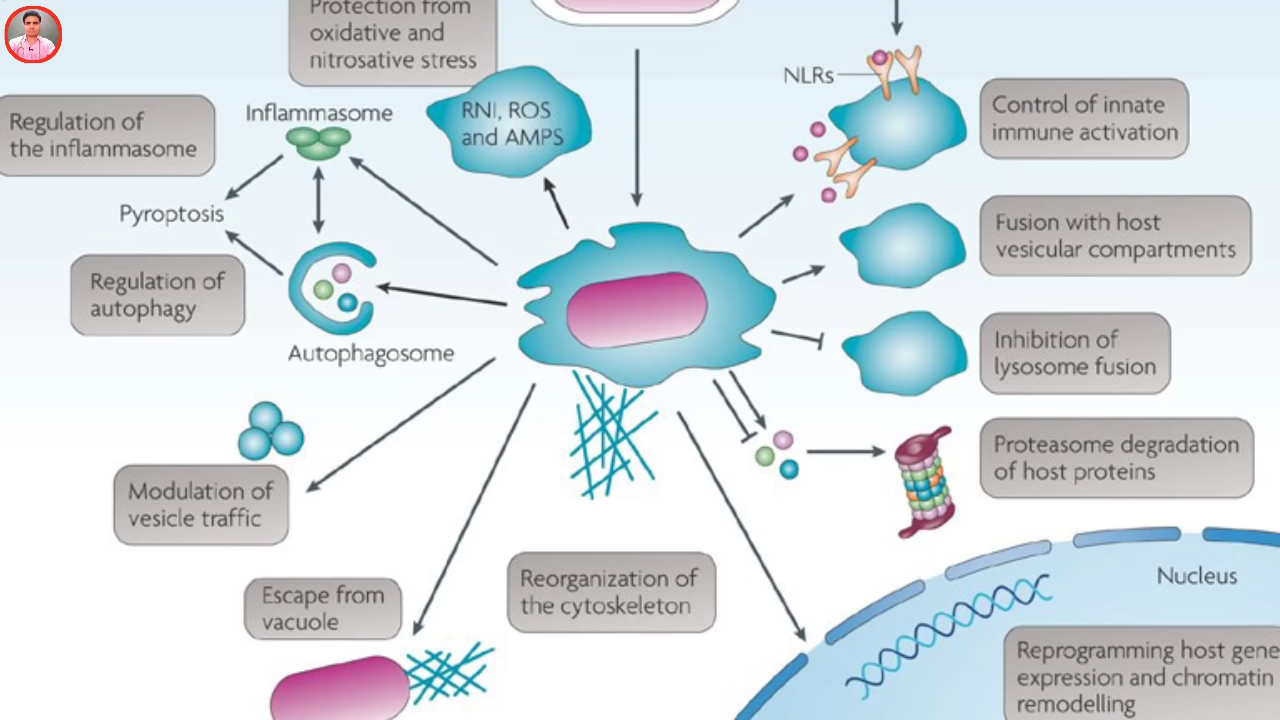 Protection from
oxidative and
nitrosative stress
NLRs
Control of innate
immune activation
Regulation of
the inflammasome
Inflammasome
RNI, ROS
and AMPS
Pyroptosis
Fusion with host
vesicular compartments
Regulation of
autophagy
Autophagosome
Inhibition of
lysosome fusion
Proteasome degradation
of host proteins
Modulation of
vesicle traffic
Escape from
vacuole
Reorganization of
the cytoskeleton
Nucleus
Reprogramming host gene
expression and chromatin
remodelling